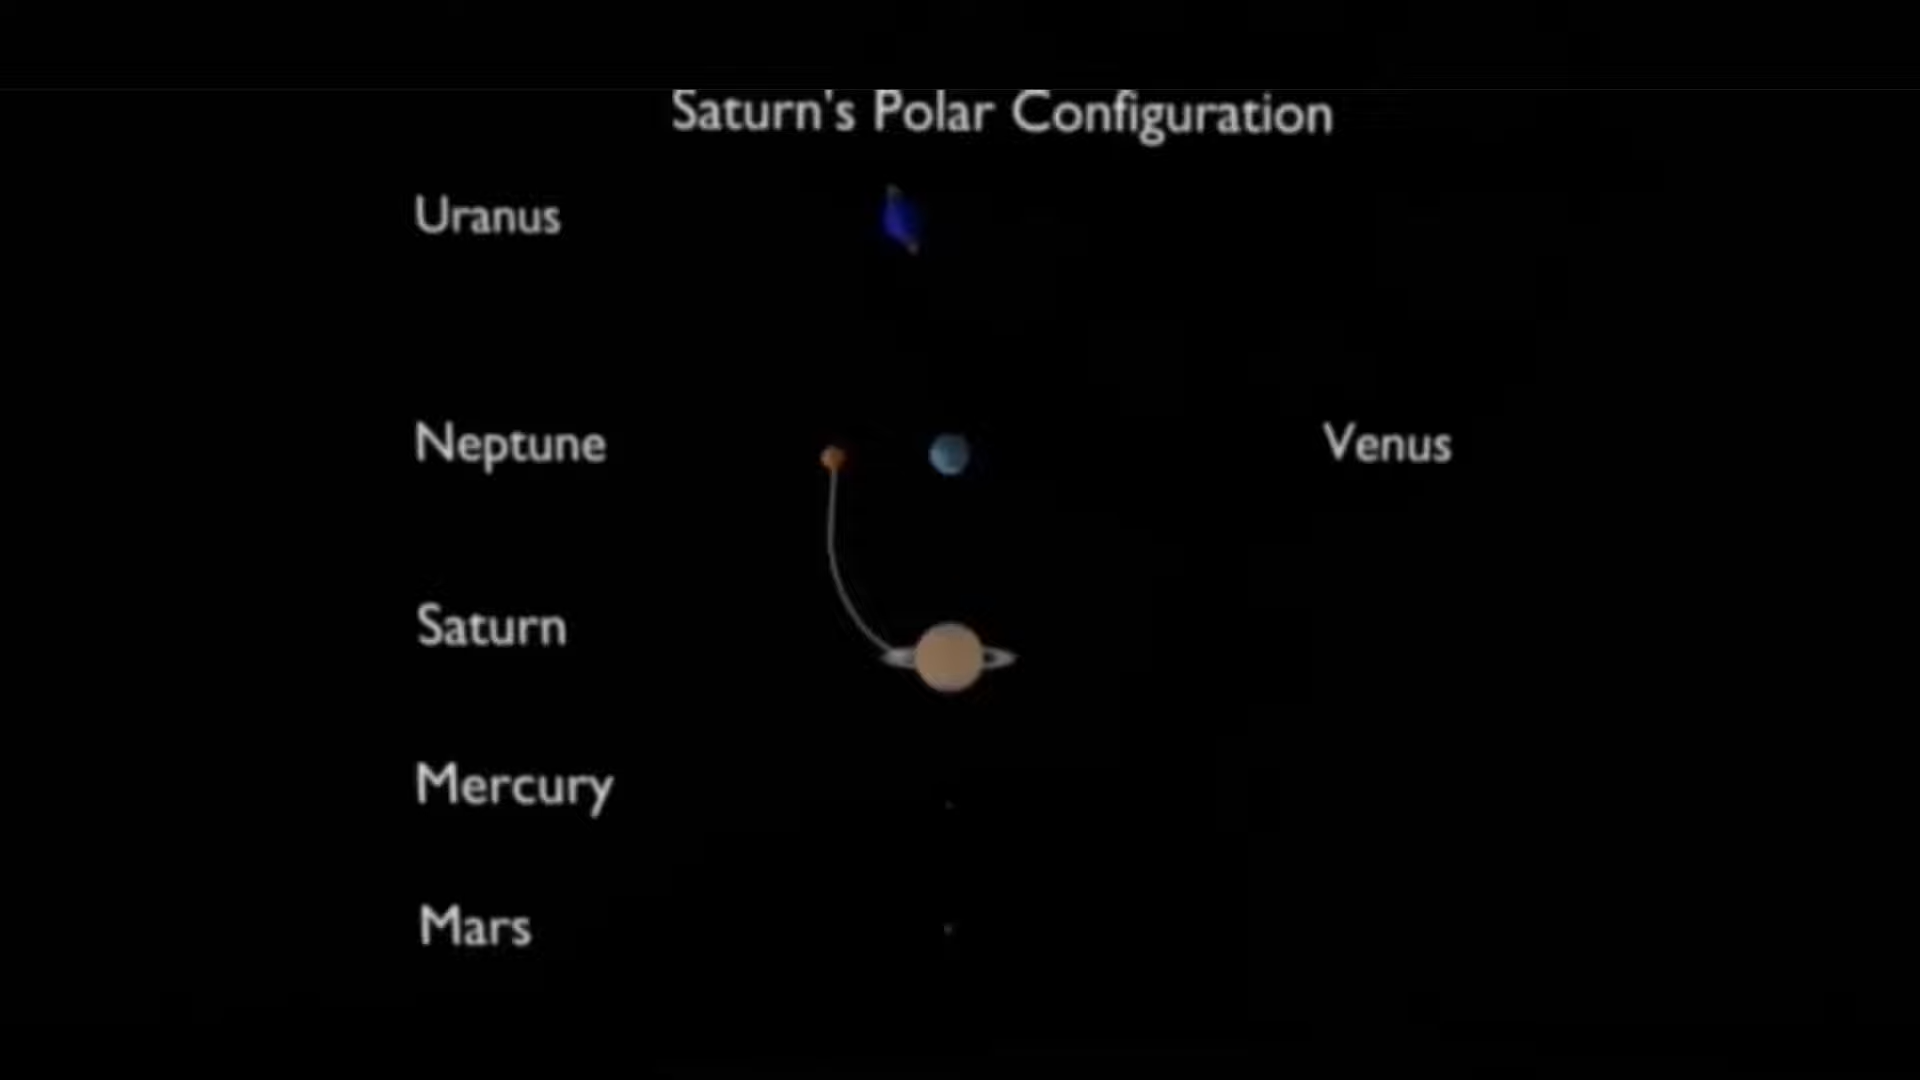 Saturn's Polar Configuration
Uranus
Neptune
Venus
Saturn
Mercury
Mars